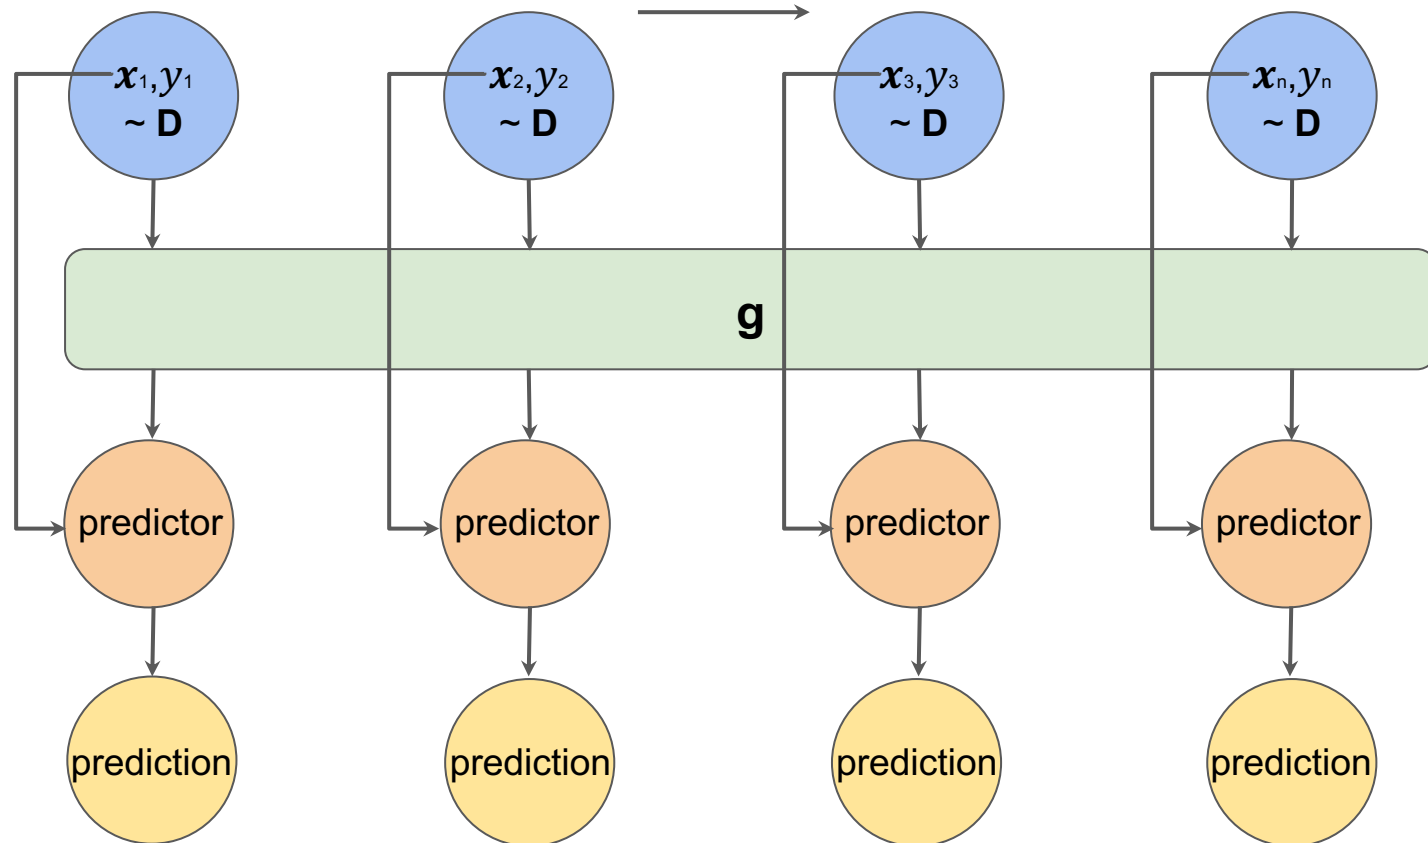 x₁,y₁
~ D
x₂,y₂
~ D
x₃,y₃
~ D
xₙ,yₙ
~ D
g
predictor
predictor
predictor
predictor
prediction
prediction
prediction
prediction